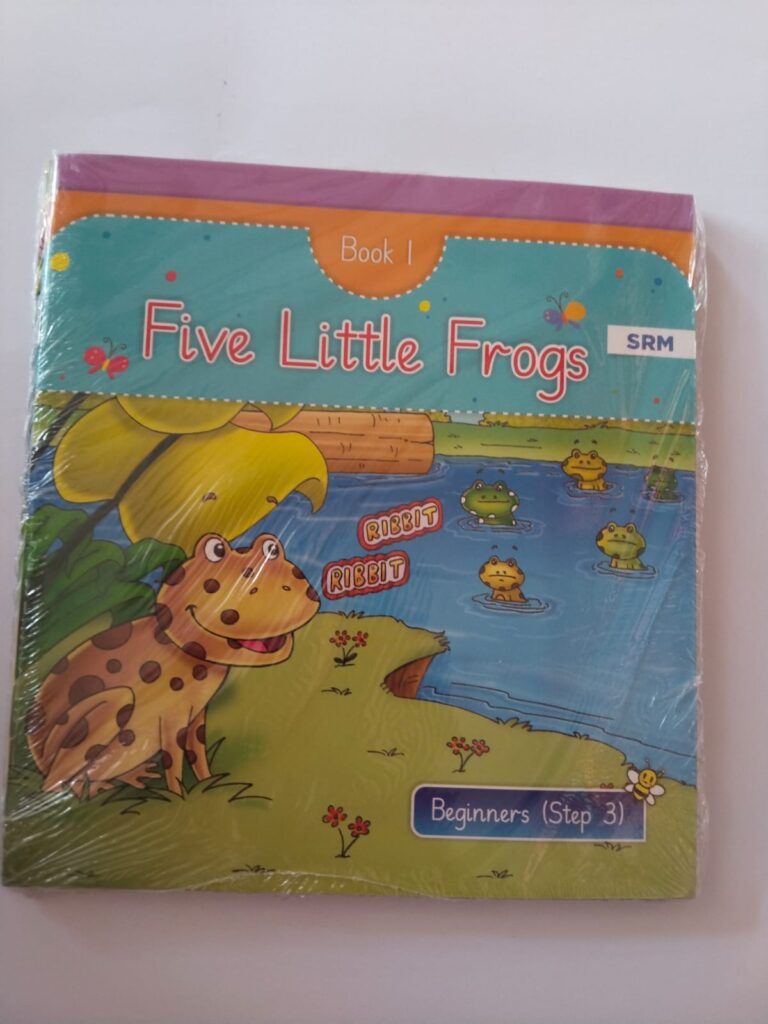 Book 1
Five Little Frogs
SRM
RIBBIT
RIBBIT
Beginners (Step 3)